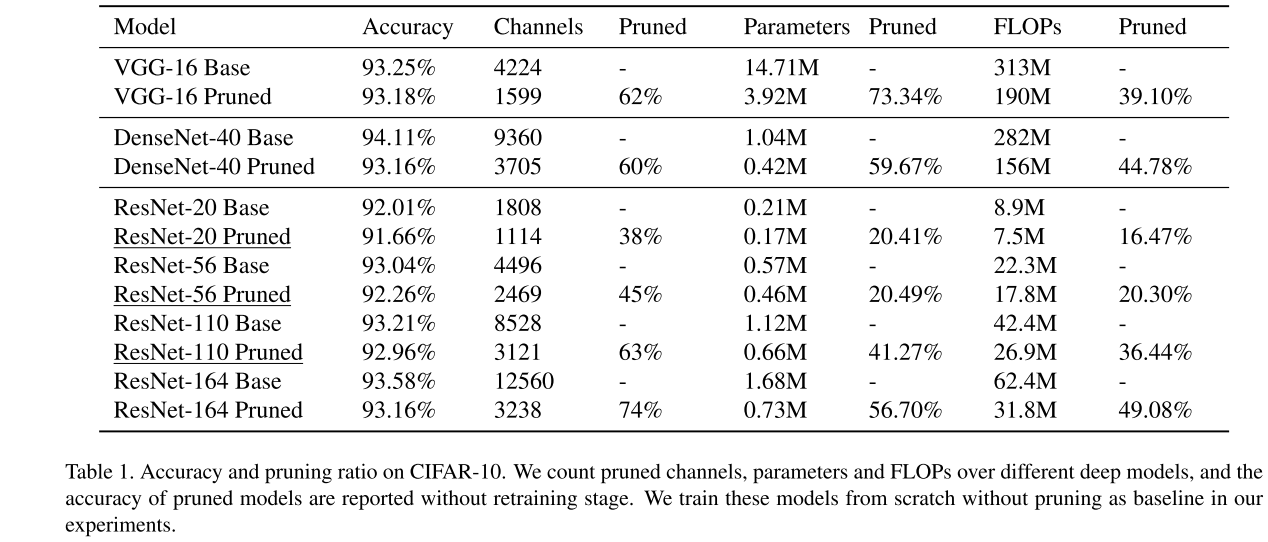 Model Accuracy Channels Pruned Parameters Pruned FLOPs Pruned
VGG-16 Base 93.25% 4224 - 14.71M - 313M -
VGG-16 Pruned 93.18% 1599 62% 3.92M 73.34% 190M 39.10%
DenseNet-40 Base 94.11% 9360 - 1.04M - 282M -
DenseNet-40 Pruned 93.16% 3705 60% 0.42M 59.67% 156M 44.78%
ResNet-20 Base 92.01% 1808 - 0.21M - 8.9M -
ResNet-20 Pruned 91.66% 1114 38% 0.17M 20.41% 7.5M 16.47%
ResNet-56 Base 93.04% 4496 - 0.57M - 22.3M -
ResNet-56 Pruned 92.26% 2469 45% 0.46M 20.49% 17.8M 20.30%
ResNet-110 Base 93.21% 8528 - 1.12M - 42.4M -
ResNet-110 Pruned 92.96% 3121 63% 0.66M 41.27% 26.9M 36.44%
ResNet-164 Base 93.58% 12560 - 1.68M - 62.4M -
ResNet-164 Pruned 93.16% 3238 74% 0.73M 56.70% 31.8M 49.08%
Table 1. Accuracy and pruning ratio on CIFAR-10. We count pruned channels, parameters and FLOPs over different deep models, and the
accuracy of pruned models are reported without retraining stage. We train these models from scratch without pruning as baseline in our
experiments.